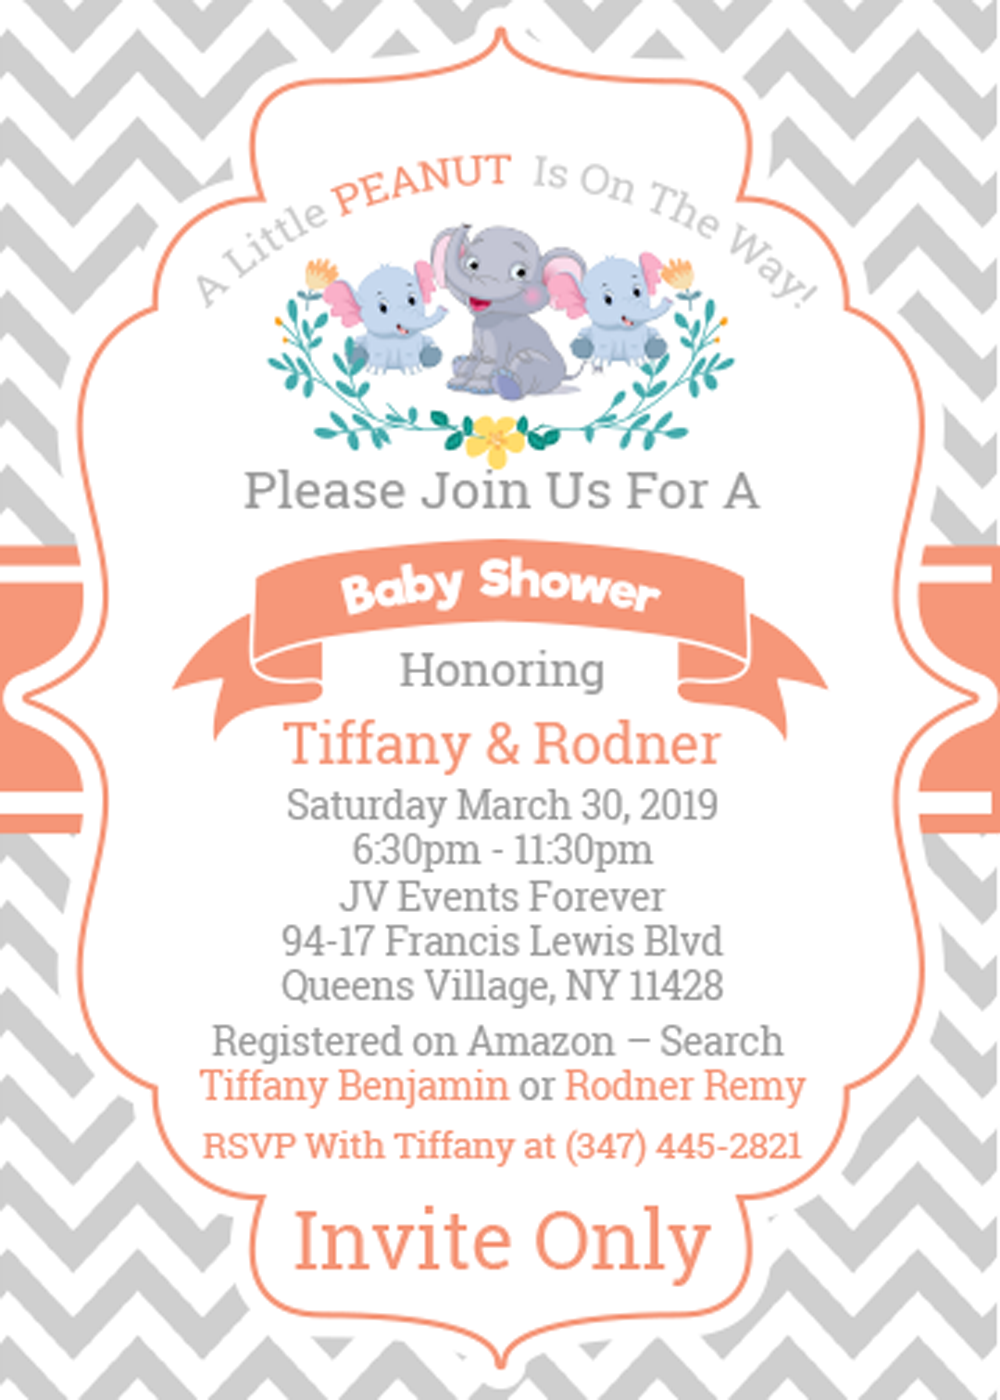 A Little PEANUT Is On The Way!
Please Join Us For A
Baby Shower
Honoring
Tiffany & Rodner
Saturday March 30, 2019
6:30pm - 11:30pm
JV Events Forever
94-17 Francis Lewis Blvd
Queens Village, NY 11428
Registered on Amazon – Search
Tiffany Benjamin or Rodner Remy
RSVP With Tiffany at (347) 445-2821
Invite Only